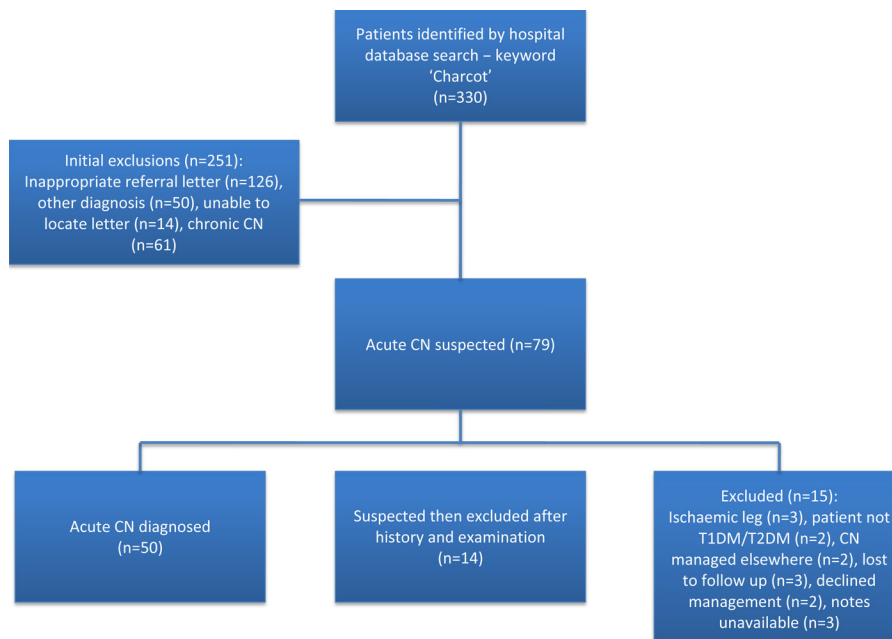 Patients identified by hospital
database search – keyword
‘Charcot’
(n=330)
Initial exclusions (n=251):
Inappropriate referral letter (n=126),
other diagnosis (n=50), unable to
locate letter (n=14), chronic CN
(n=61)
Acute CN suspected (n=79)
Acute CN diagnosed
(n=50)
Suspected then excluded after
history and examination
(n=14)
Excluded (n=15):
Ischaemic leg (n=3), patient not
T1DM/T2DM (n=2), CN
managed elsewhere (n=2), lost
to follow up (n=3), declined
management (n=2), notes
unavailable (n=3)